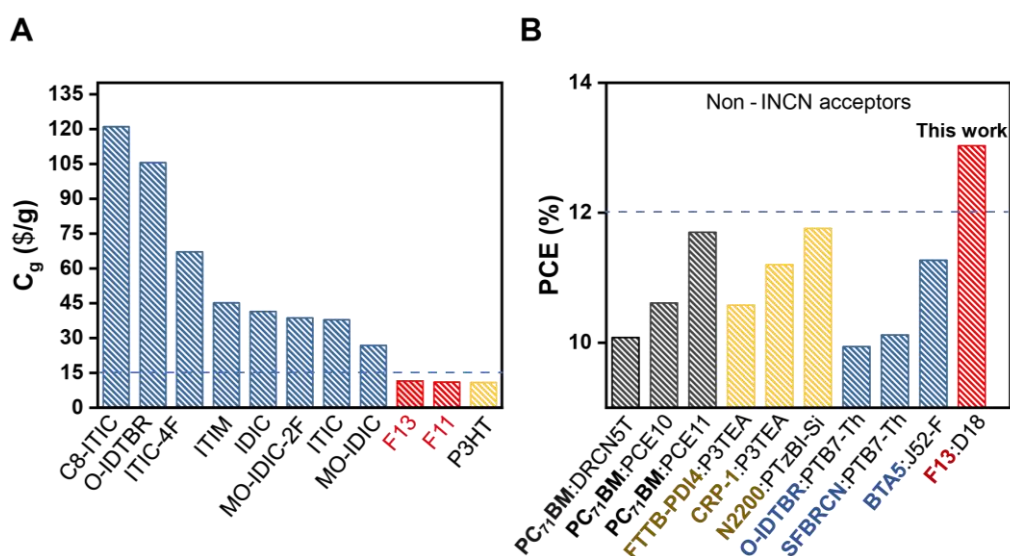 A
C_g ($/g)
135
120
105
90
75
60
45
30
15
0
C8-ITIC
O-IDTBR
ITIC-4F
ITIM
IDIC
MO-IDIC-2F
ITIC
MO-IDIC
F13
F11
P3HT
B
PCE (%)
14
12
10
Non - INCN acceptors
This work
PC₇₁BM:DRCN5T
PC₇₁BM:PCE10
PC₇₁BM:PCE11
FTTB-PDI4:P3TEA
CRP-1:P3TEA
N2200:PTzBI-Si
O-IDTBR:PTB7-Th
SFBRCN:PTB7-Th
BTA5:J52-F
F13:D18